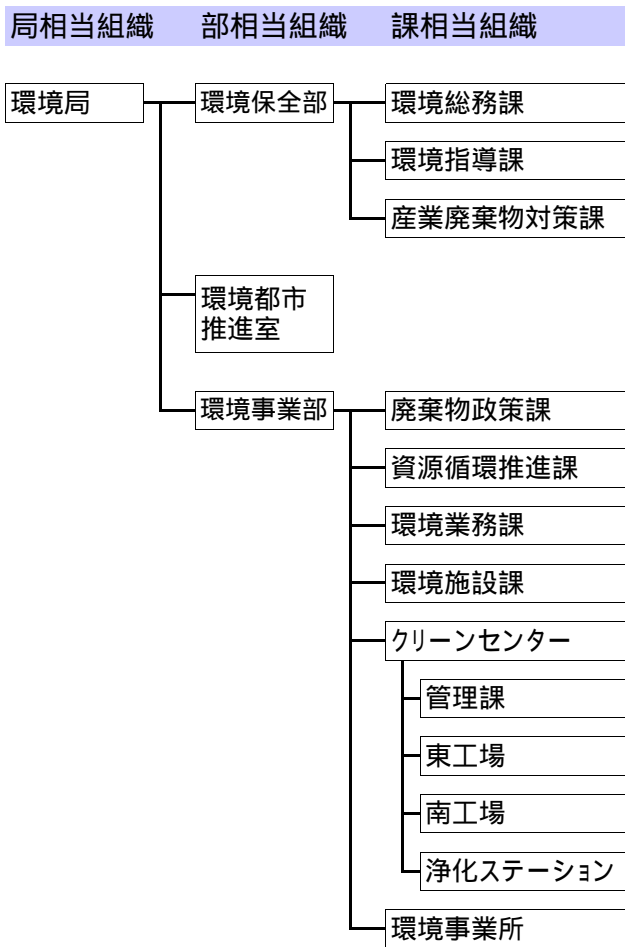 局相当組織 部相当組織 課相当組織
環境局 環境保全部 環境総務課
環境指導課
産業廃棄物対策課
環境都市
推進室
環境事業部 廃棄物政策課
資源循環推進課
環境業務課
環境施設課
クリーンセンター
管理課
東工場
南工場
浄化ステーション
環境事業所